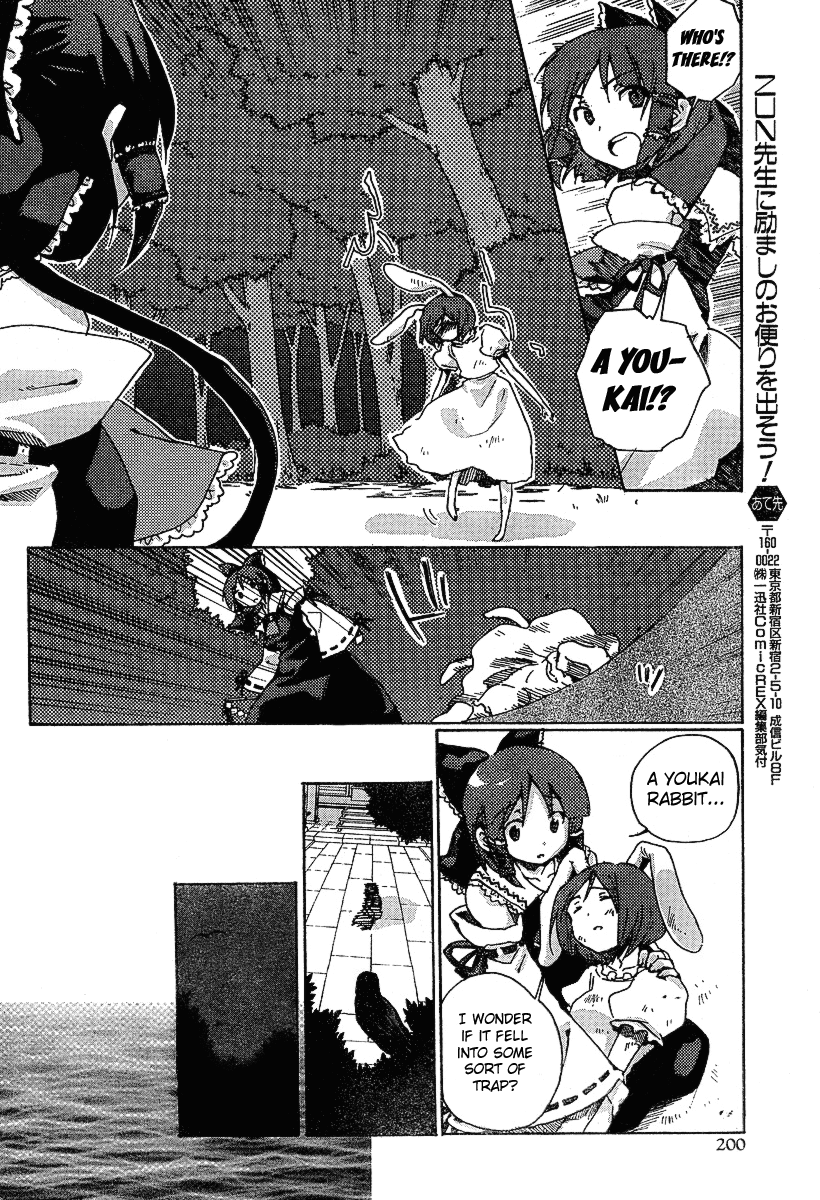 WHO'S
THERE!?
A YOU-
KAI!?
ドサッ
A YOUKAI
RABBIT...
I WONDER
IF IT FELL
INTO SOME
SORT OF
TRAP?
ZUN先生に励ましのお便りを出そう!
あて先
〒160-0022 東京都新宿区新宿2-5-10 成信ビル8F
㈱一迅社ComicREX編集部気付
200